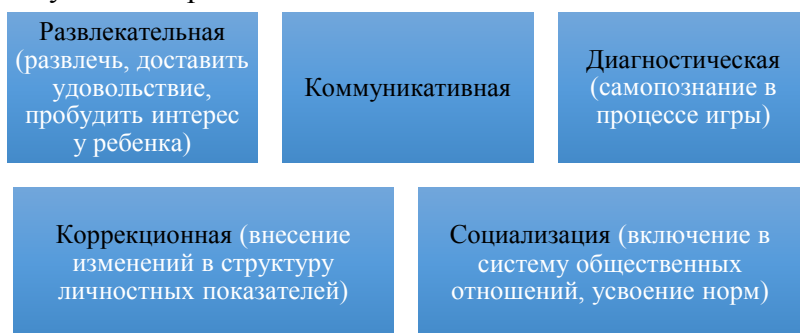 Развлекательная
(развлечь, доставить
удовольствие,
пробудить интерес
у ребенка)
Коммуникативная
Диагностическая
(самопознание в
процессе игры)
Коррекционная (внесение
изменений в структуру
личностных показателей)
Социализация (включение в
систему общественных
отношений, усвоение норм)